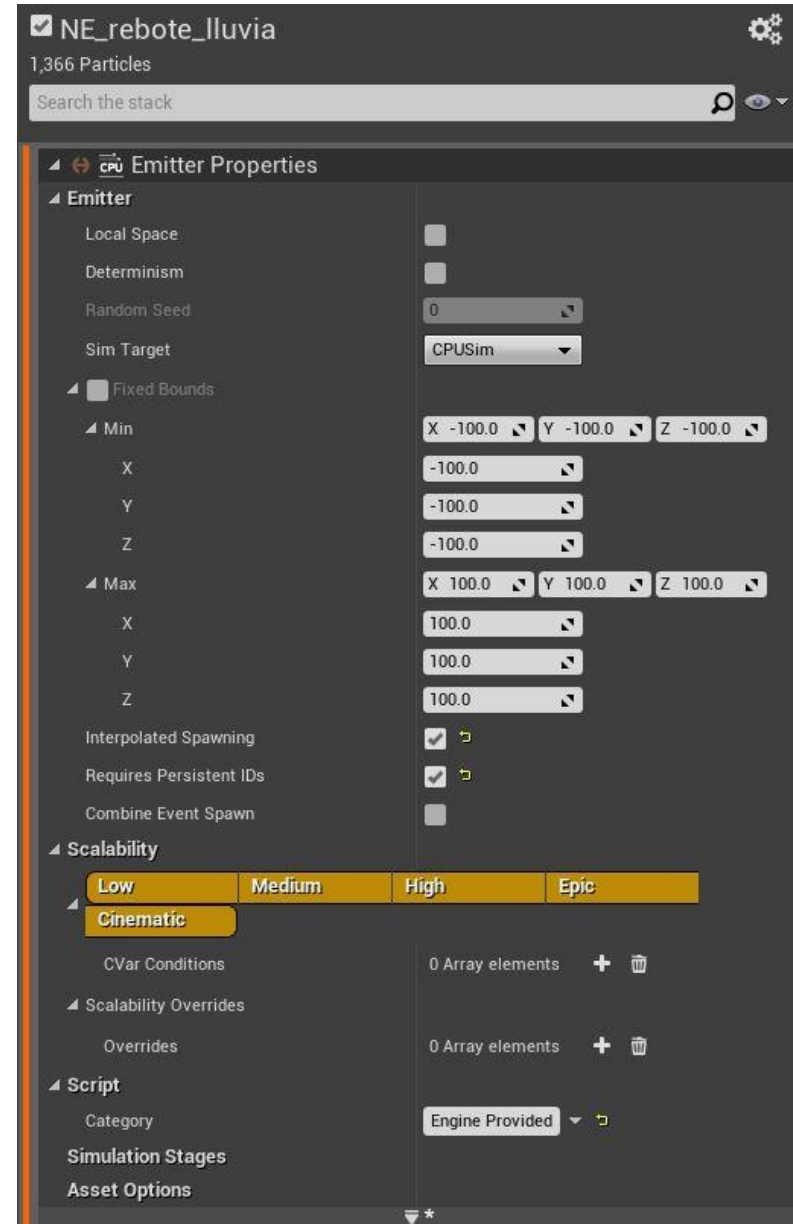 NE_rebote_lluvia
1,366 Particles
Search the stack
CPU Emitter Properties
Emitter
Local Space
Determinism
Random Seed 0
Sim Target CPUSim
Fixed Bounds
Min X -100.0 Y -100.0 Z -100.0
X -100.0
Y -100.0
Z -100.0
Max X 100.0 Y 100.0 Z 100.0
X 100.0
Y 100.0
Z 100.0
Interpolated Spawning
Requires Persistent IDs
Combine Event Spawn
Scalability
Low Medium High Epic
Cinematic
CVar Conditions 0 Array elements
Scalability Overrides
Overrides 0 Array elements
Script
Category Engine Provided
Simulation Stages
Asset Options
*